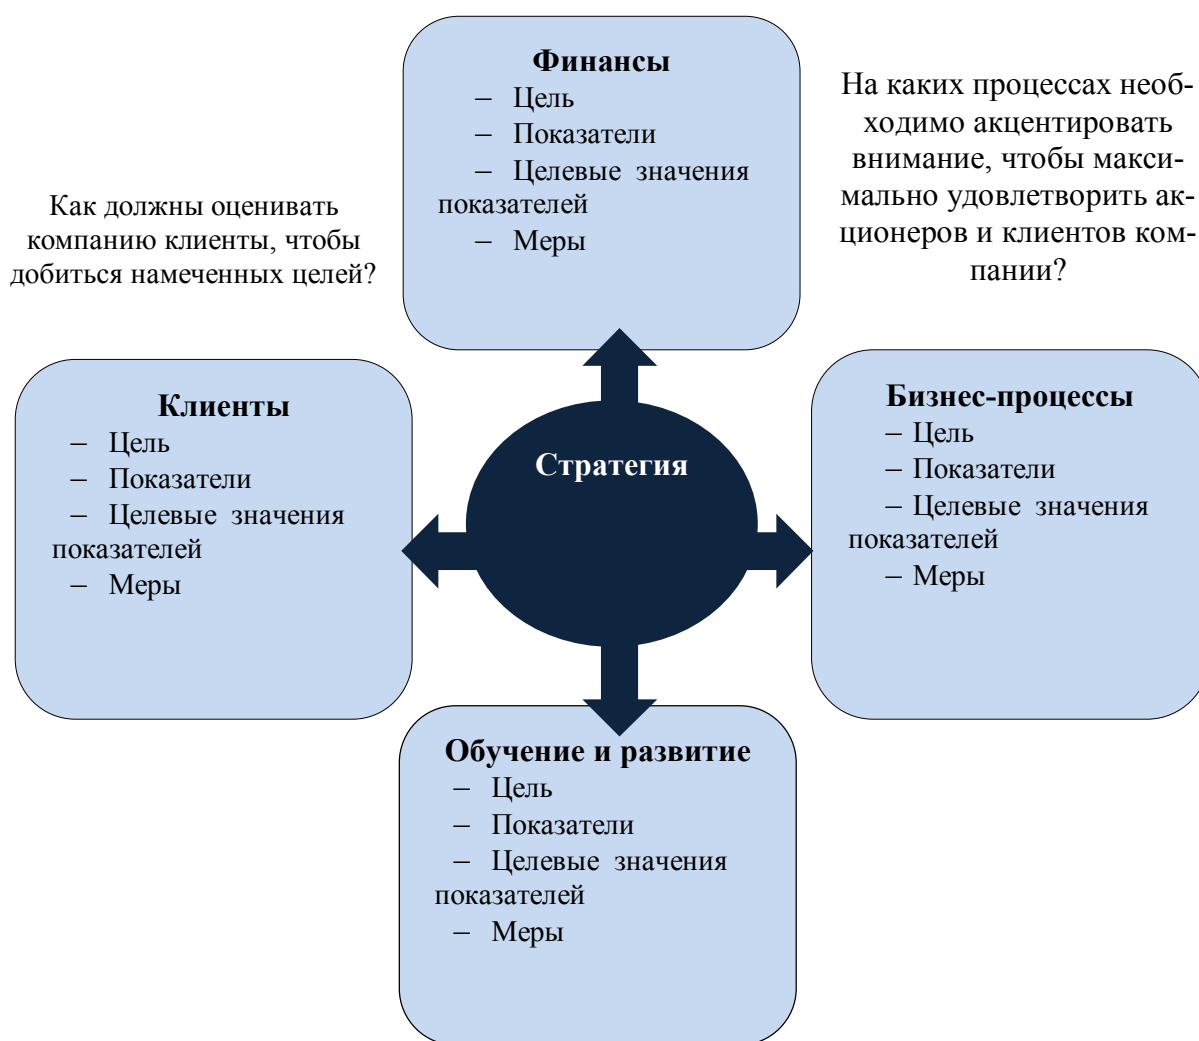 Финансы
– Цель
– Показатели
– Целевые значения
показателей
– Меры
Как должны оценивать
компанию клиенты, чтобы
добиться намеченных целей?
На каких процессах необ-
ходимо акцентировать
внимание, чтобы макси-
мально удовлетворить ак-
ционеров и клиентов ком-
пании?
Клиенты
– Цель
– Показатели
– Целевые значения
показателей
– Меры
Стратегия
Бизнес-процессы
– Цель
– Показатели
– Целевые значения
показателей
– Меры
Обучение и развитие
– Цель
– Показатели
– Целевые значения
показателей
– Меры